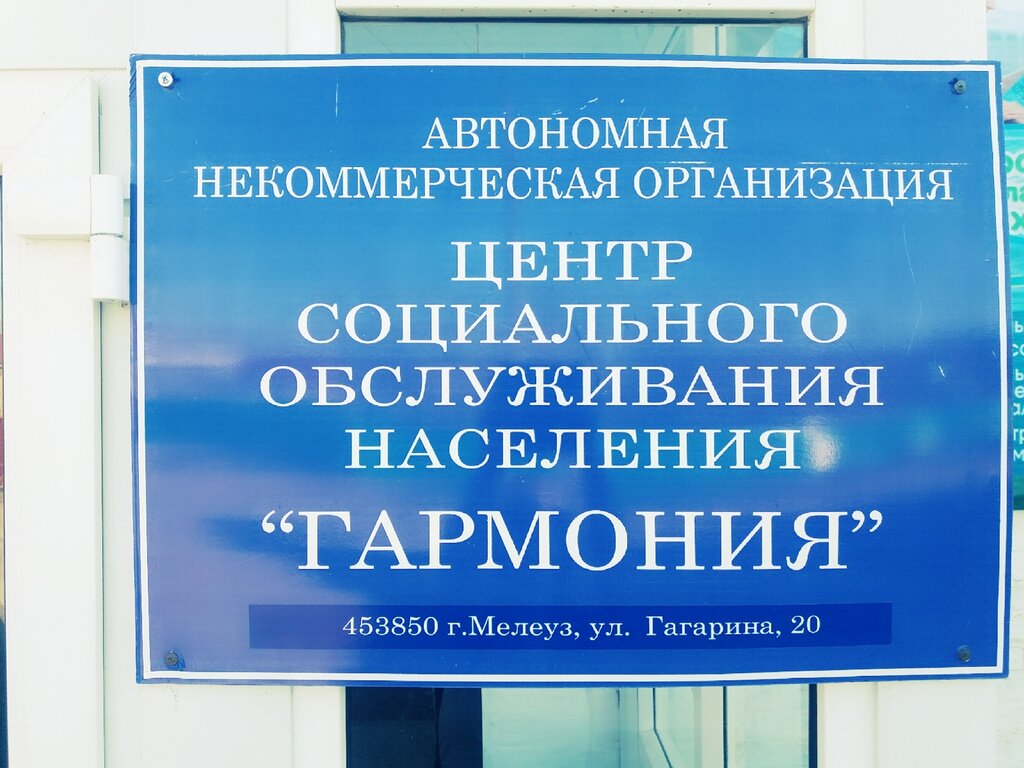 АВТОНОМНАЯ
НЕКОММЕРЧЕСКАЯ ОРГАНИЗАЦИЯ
ЦЕНТР
СОЦИАЛЬНОГО
ОБСЛУЖИВАНИЯ
НАСЕЛЕНИЯ
“ГАРМОНИЯ”
453850 г.Мелеуз, ул. Гагарина, 20